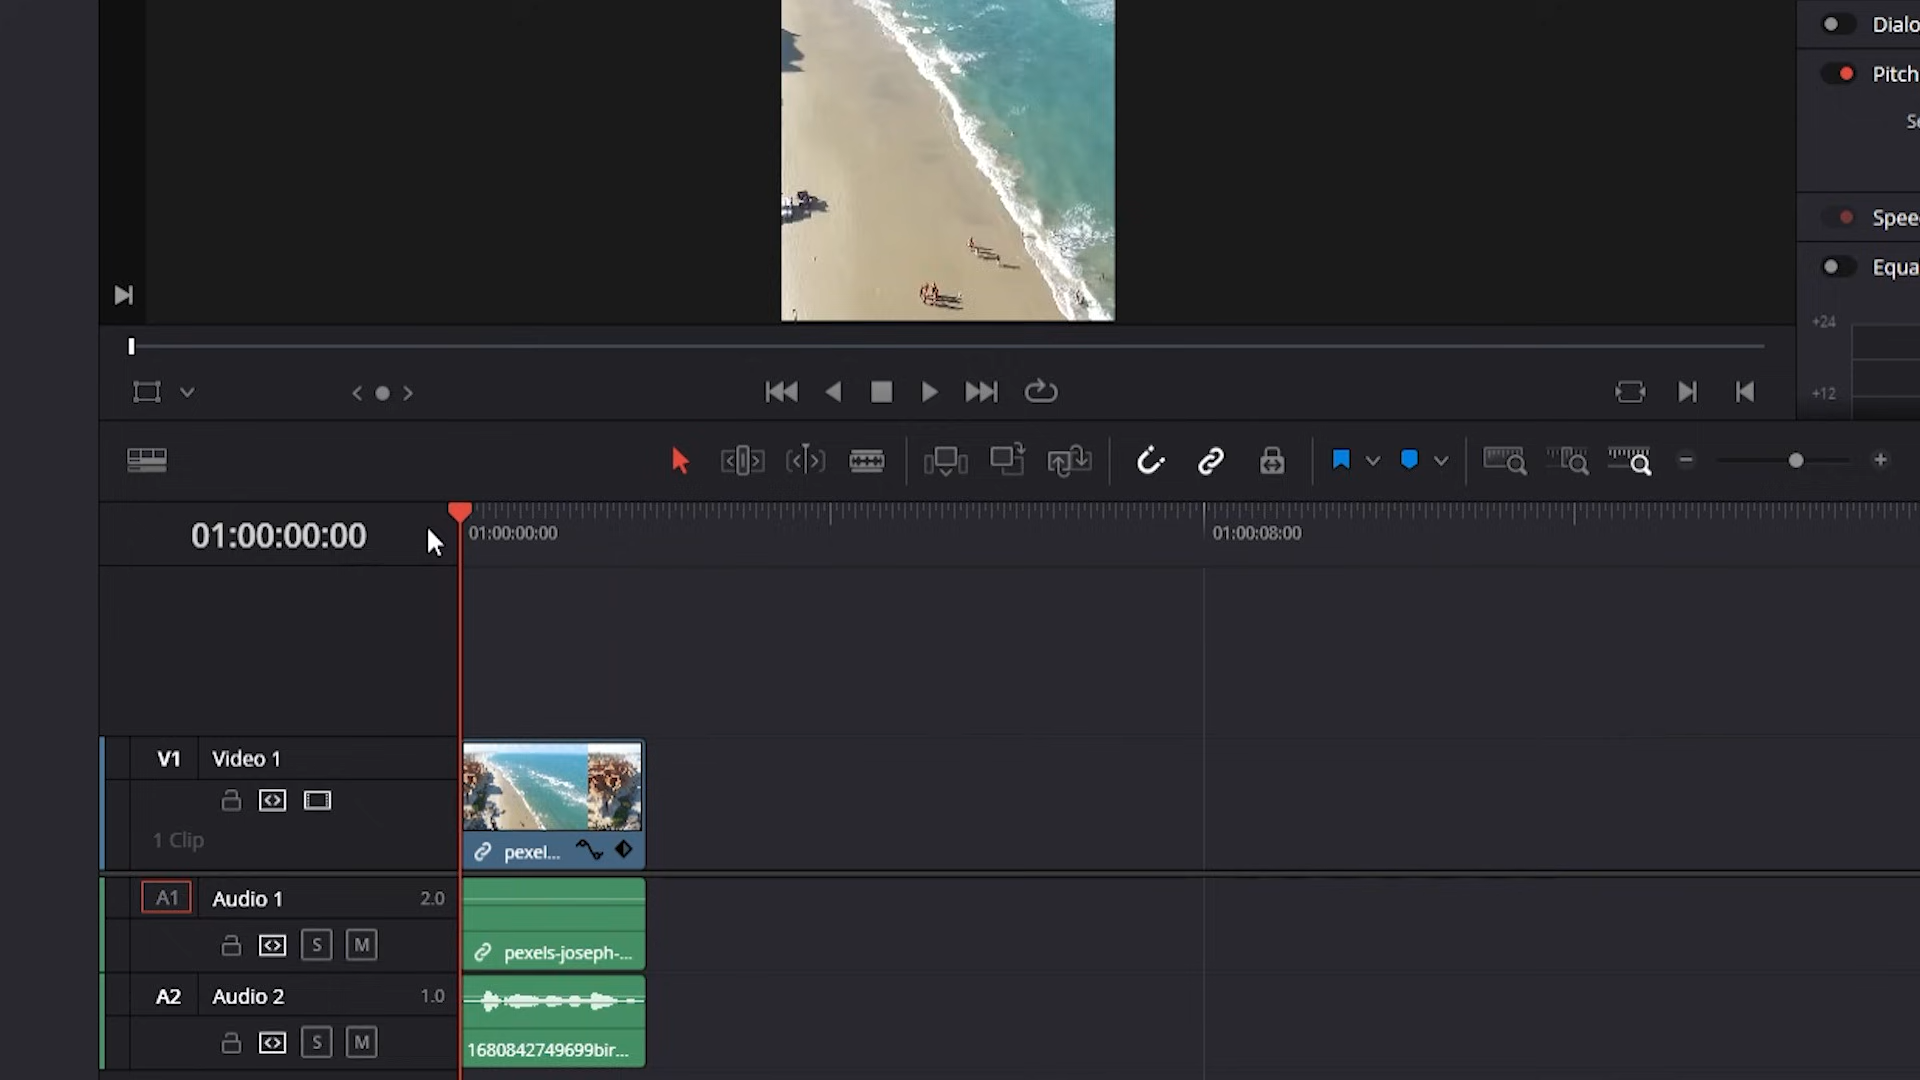 Dialo
Pitch
Se
Spee
Equa
+24
+12
01:00:00:00
01:00:00:00
01:00:08:00
V1
Video 1
1 Clip
pexel...
A1
Audio 1
2.0
S
M
pexels-joseph-...
A2
Audio 2
1.0
S
M
1680842749699bir...